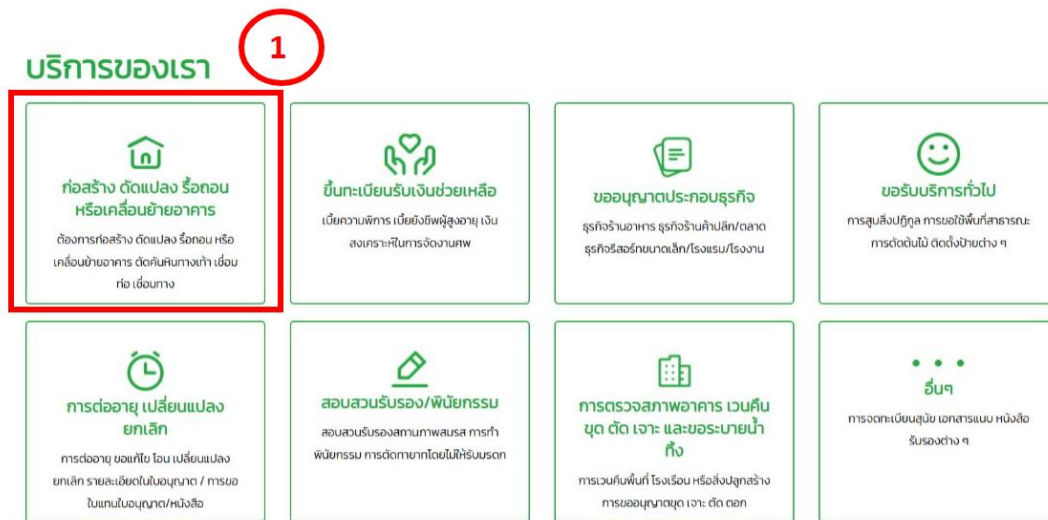 1
บริการของเรา
ก่อสร้าง ดัดแปลง รื้อถอน
หรือเคลื่อนย้ายอาคาร
ต้องการก่อสร้าง ดัดแปลง รื้อถอน หรือ
เคลื่อนย้ายอาคาร ตัดคันหินทางเท้า เชื่อม
ท่อ เชื่อมทาง
ขึ้นทะเบียนรับเงินช่วยเหลือ
เบี้ยความพิการ เบี้ยยังชีพผู้สูงอายุ เงิน
สงเคราะห์ในการจัดงานศพ
ขออนุญาตประกอบธุรกิจ
ธุรกิจร้านอาหาร ธุรกิจร้านค้าปลีก/ตลาด
ธุรกิจรีสอร์ทขนาดเล็ก/โรงแรม/โรงงาน
ขอรับบริการทั่วไป
การสูบสิ่งปฏิกูล การขอใช้พื้นที่สาธารณะ
การตัดต้นไม้ ติดตั้งป้ายต่าง ๆ
การต่ออายุ เปลี่ยนแปลง
ยกเลิก
การต่ออายุ ขอแก้ไข โอน เปลี่ยนแปลง
ยกเลิก รายละเอียดในใบอนุญาต / การขอ
ใบแทนใบอนุญาต/หนังสือ
สอบสวนรับรอง/พินัยกรรม
สอบสวนรับรองสถานภาพสมรส การทำ
พินัยกรรม การตัดทายาทโดยไม่ให้รับมรดก
การตรวจสภาพอาคาร เวนคืน
ขุด ตัด เจาะ และขอระบายน้ำ
ทิ้ง
การเวนคืนพื้นที่ โรงเรือน หรือสิ่งปลูกสร้าง
การขออนุญาตขุด เจาะ ตัด ตอก
อื่นๆ
การจดทะเบียนสุนัข เอกสารแบบ หนังสือ
รับรองต่าง ๆ